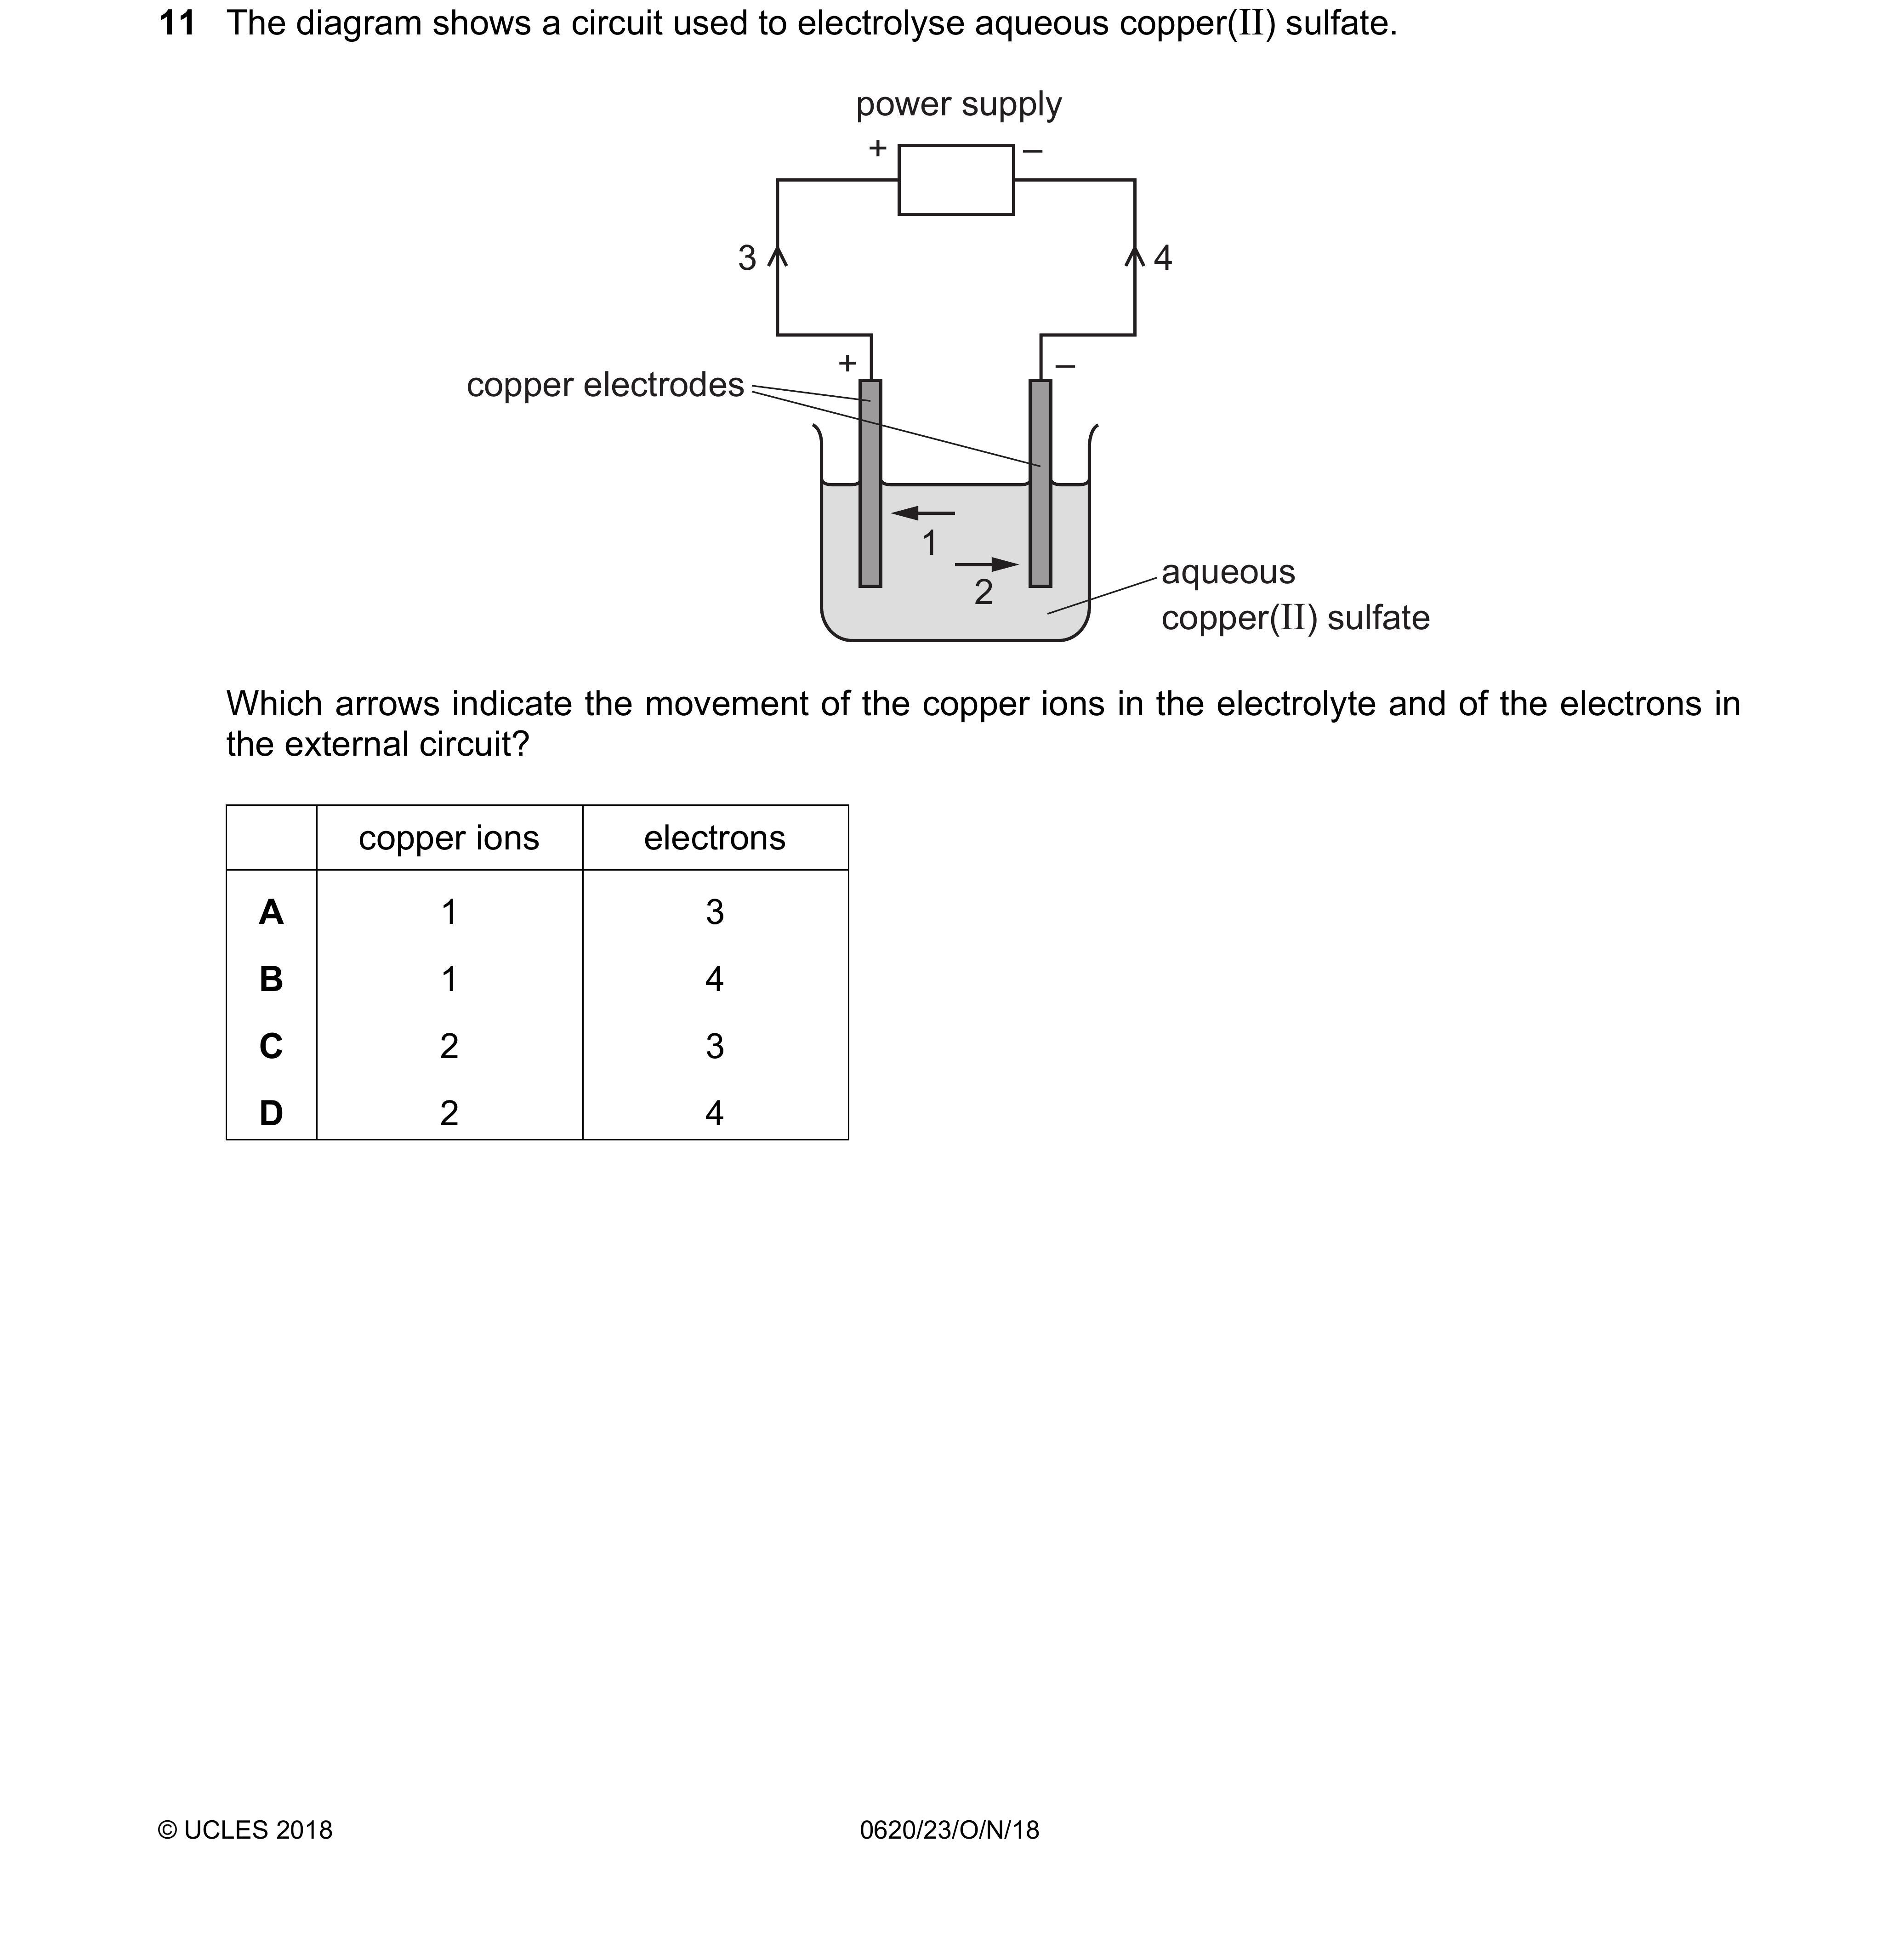 11 The diagram shows a circuit used to electrolyse aqueous copper(II) sulfate.
power supply
+ –
3 4
+ –
copper electrodes
1
2
aqueous
copper(II) sulfate
Which arrows indicate the movement of the copper ions in the electrolyte and of the electrons in
the external circuit?
copper ions electrons
A 1 3
B 1 4
C 2 3
D 2 4
© UCLES 2018 0620/23/O/N/18